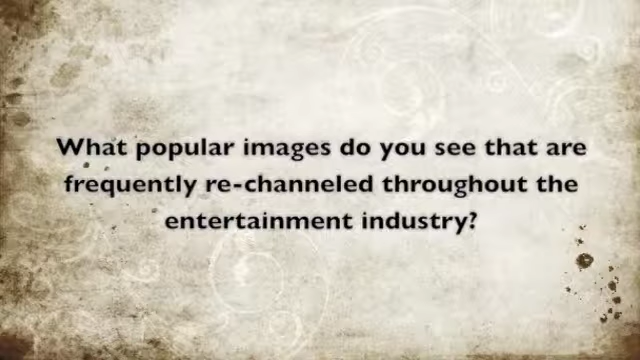 What popular images do you see that are
frequently re-channeled throughout the
entertainment industry?